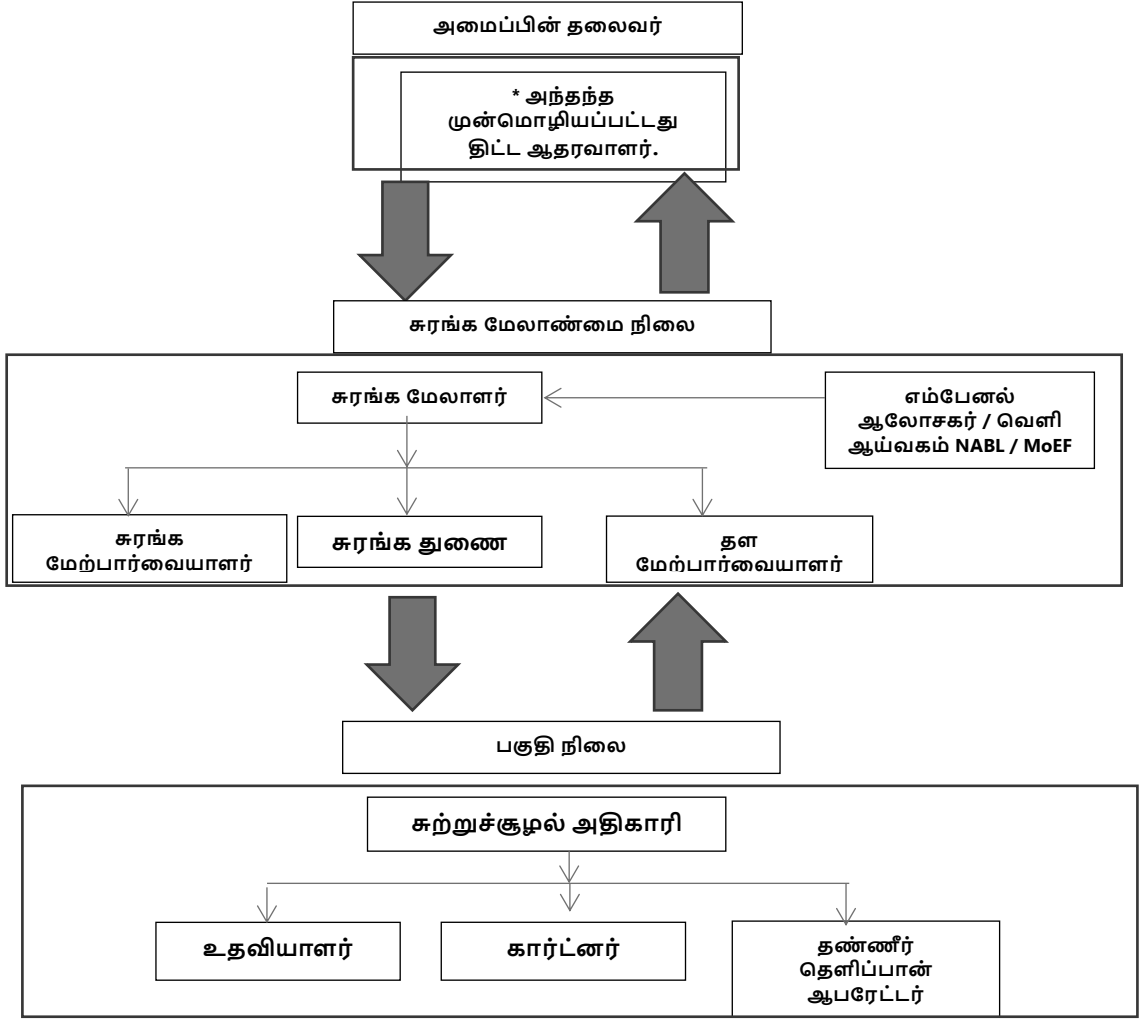 அமைப்பின் தலைவர்
* அந்தந்த
முன்மொழியப்பட்டது
திட்ட ஆதரவாளர்.
சுரங்க மேலாண்மை நிலை
சுரங்க மேலாளர்
எம்பேனல்
ஆலோசகர் / வெளி
ஆய்வகம் NABL / MoEF
சுரங்க
மேற்பார்வையாளர்
சுரங்க துணை
தள
மேற்பார்வையாளர்
பகுதி நிலை
சுற்றுச்சூழல் அதிகாரி
உதவியாளர்
கார்ட்னர்
தண்ணீர்
தெளிப்பான்
ஆபரேட்டர்